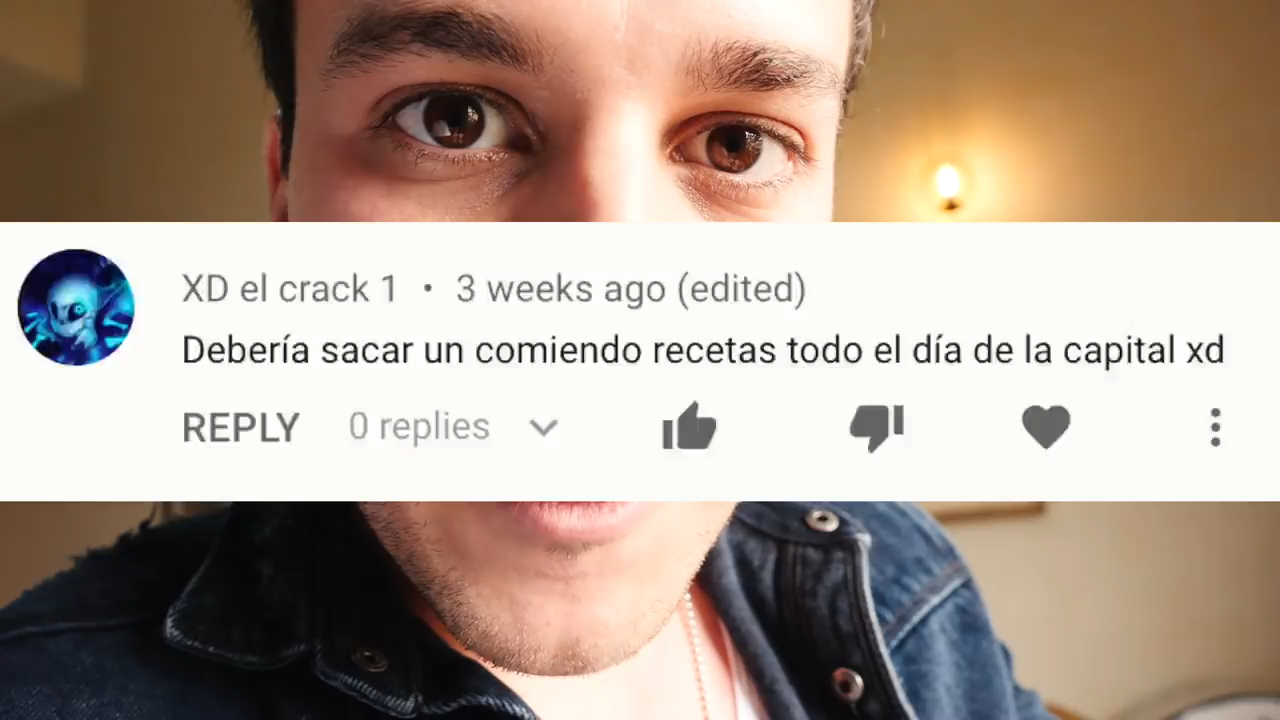 XD el crack 1 • 3 weeks ago (edited)
Debería sacar un comiendo recetas todo el día de la capital xd
REPLY 0 replies